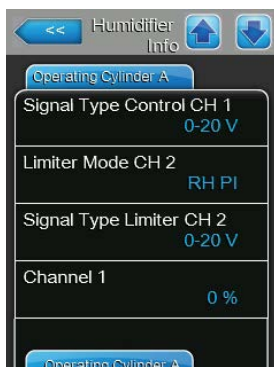 <<
Humidifier
Info
Operating Cylinder A
Signal Type Control CH 1
0-20 V
Limiter Mode CH 2
RH PI
Signal Type Limiter CH 2
0-20 V
Channel 1
0 %
Operating Cylinder A